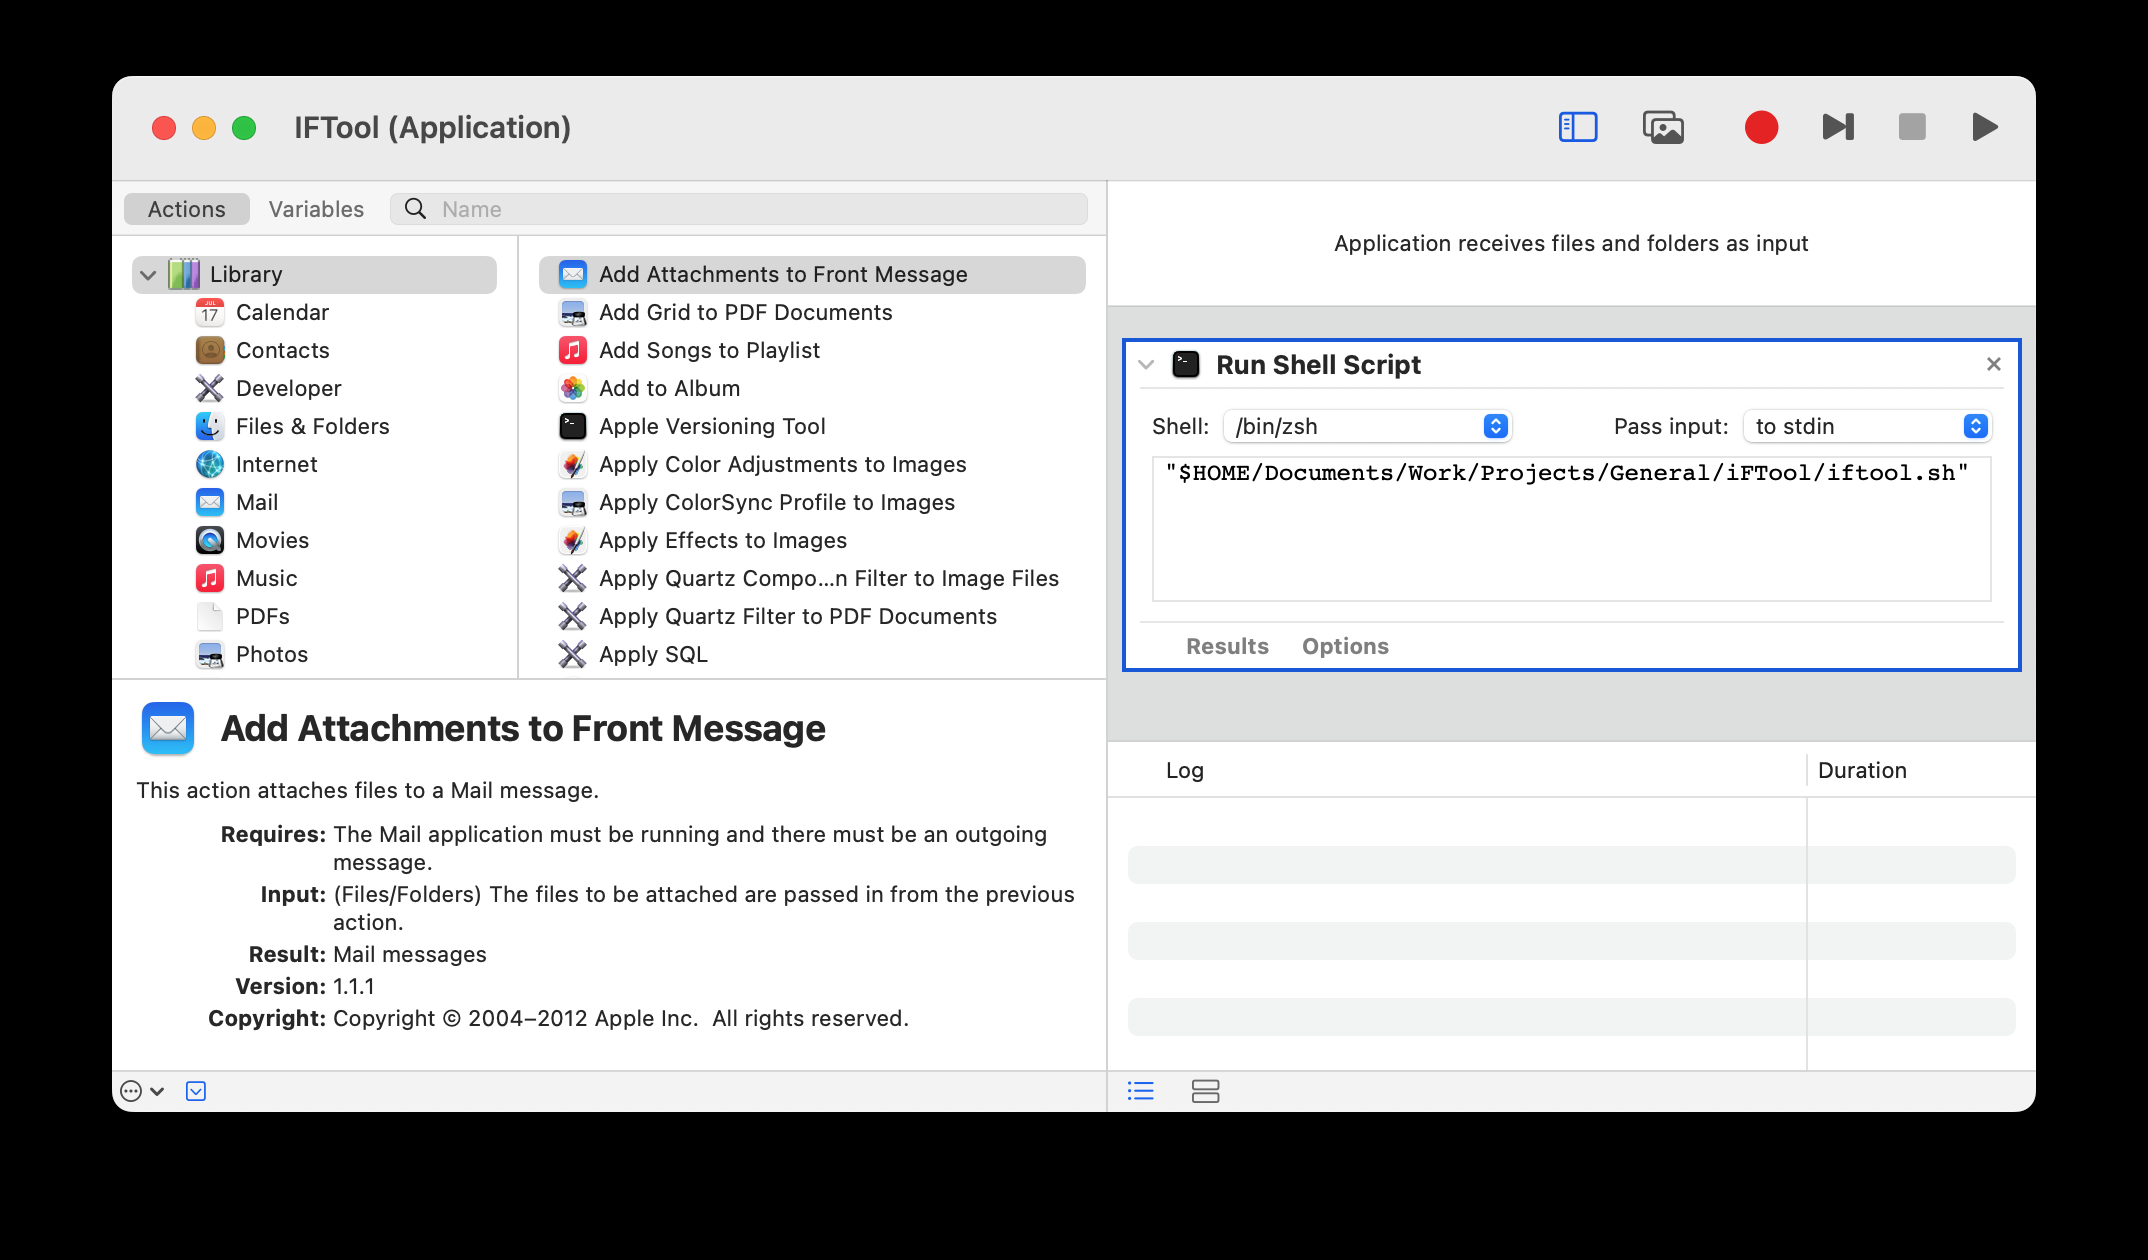 IFTool (Application)
Actions
Variables
Name
Library
Calendar
Contacts
Developer
Files & Folders
Internet
Mail
Movies
Music
PDFs
Photos
Add Attachments to Front Message
Add Grid to PDF Documents
Add Songs to Playlist
Add to Album
Apple Versioning Tool
Apply Color Adjustments to Images
Apply ColorSync Profile to Images
Apply Effects to Images
Apply Quartz Compo...n Filter to Image Files
Apply Quartz Filter to PDF Documents
Apply SQL
Add Attachments to Front Message
This action attaches files to a Mail message.
Requires: The Mail application must be running and there must be an outgoing
message.
Input: (Files/Folders) The files to be attached are passed in from the previous
action.
Result: Mail messages
Version: 1.1.1
Copyright: Copyright © 2004–2012 Apple Inc.  All rights reserved.
Application receives files and folders as input
Run Shell Script
Shell: /bin/zsh
Pass input: to stdin
"$HOME/Documents/Work/Projects/General/iFTool/iftool.sh"
Results
Options
Log
Duration